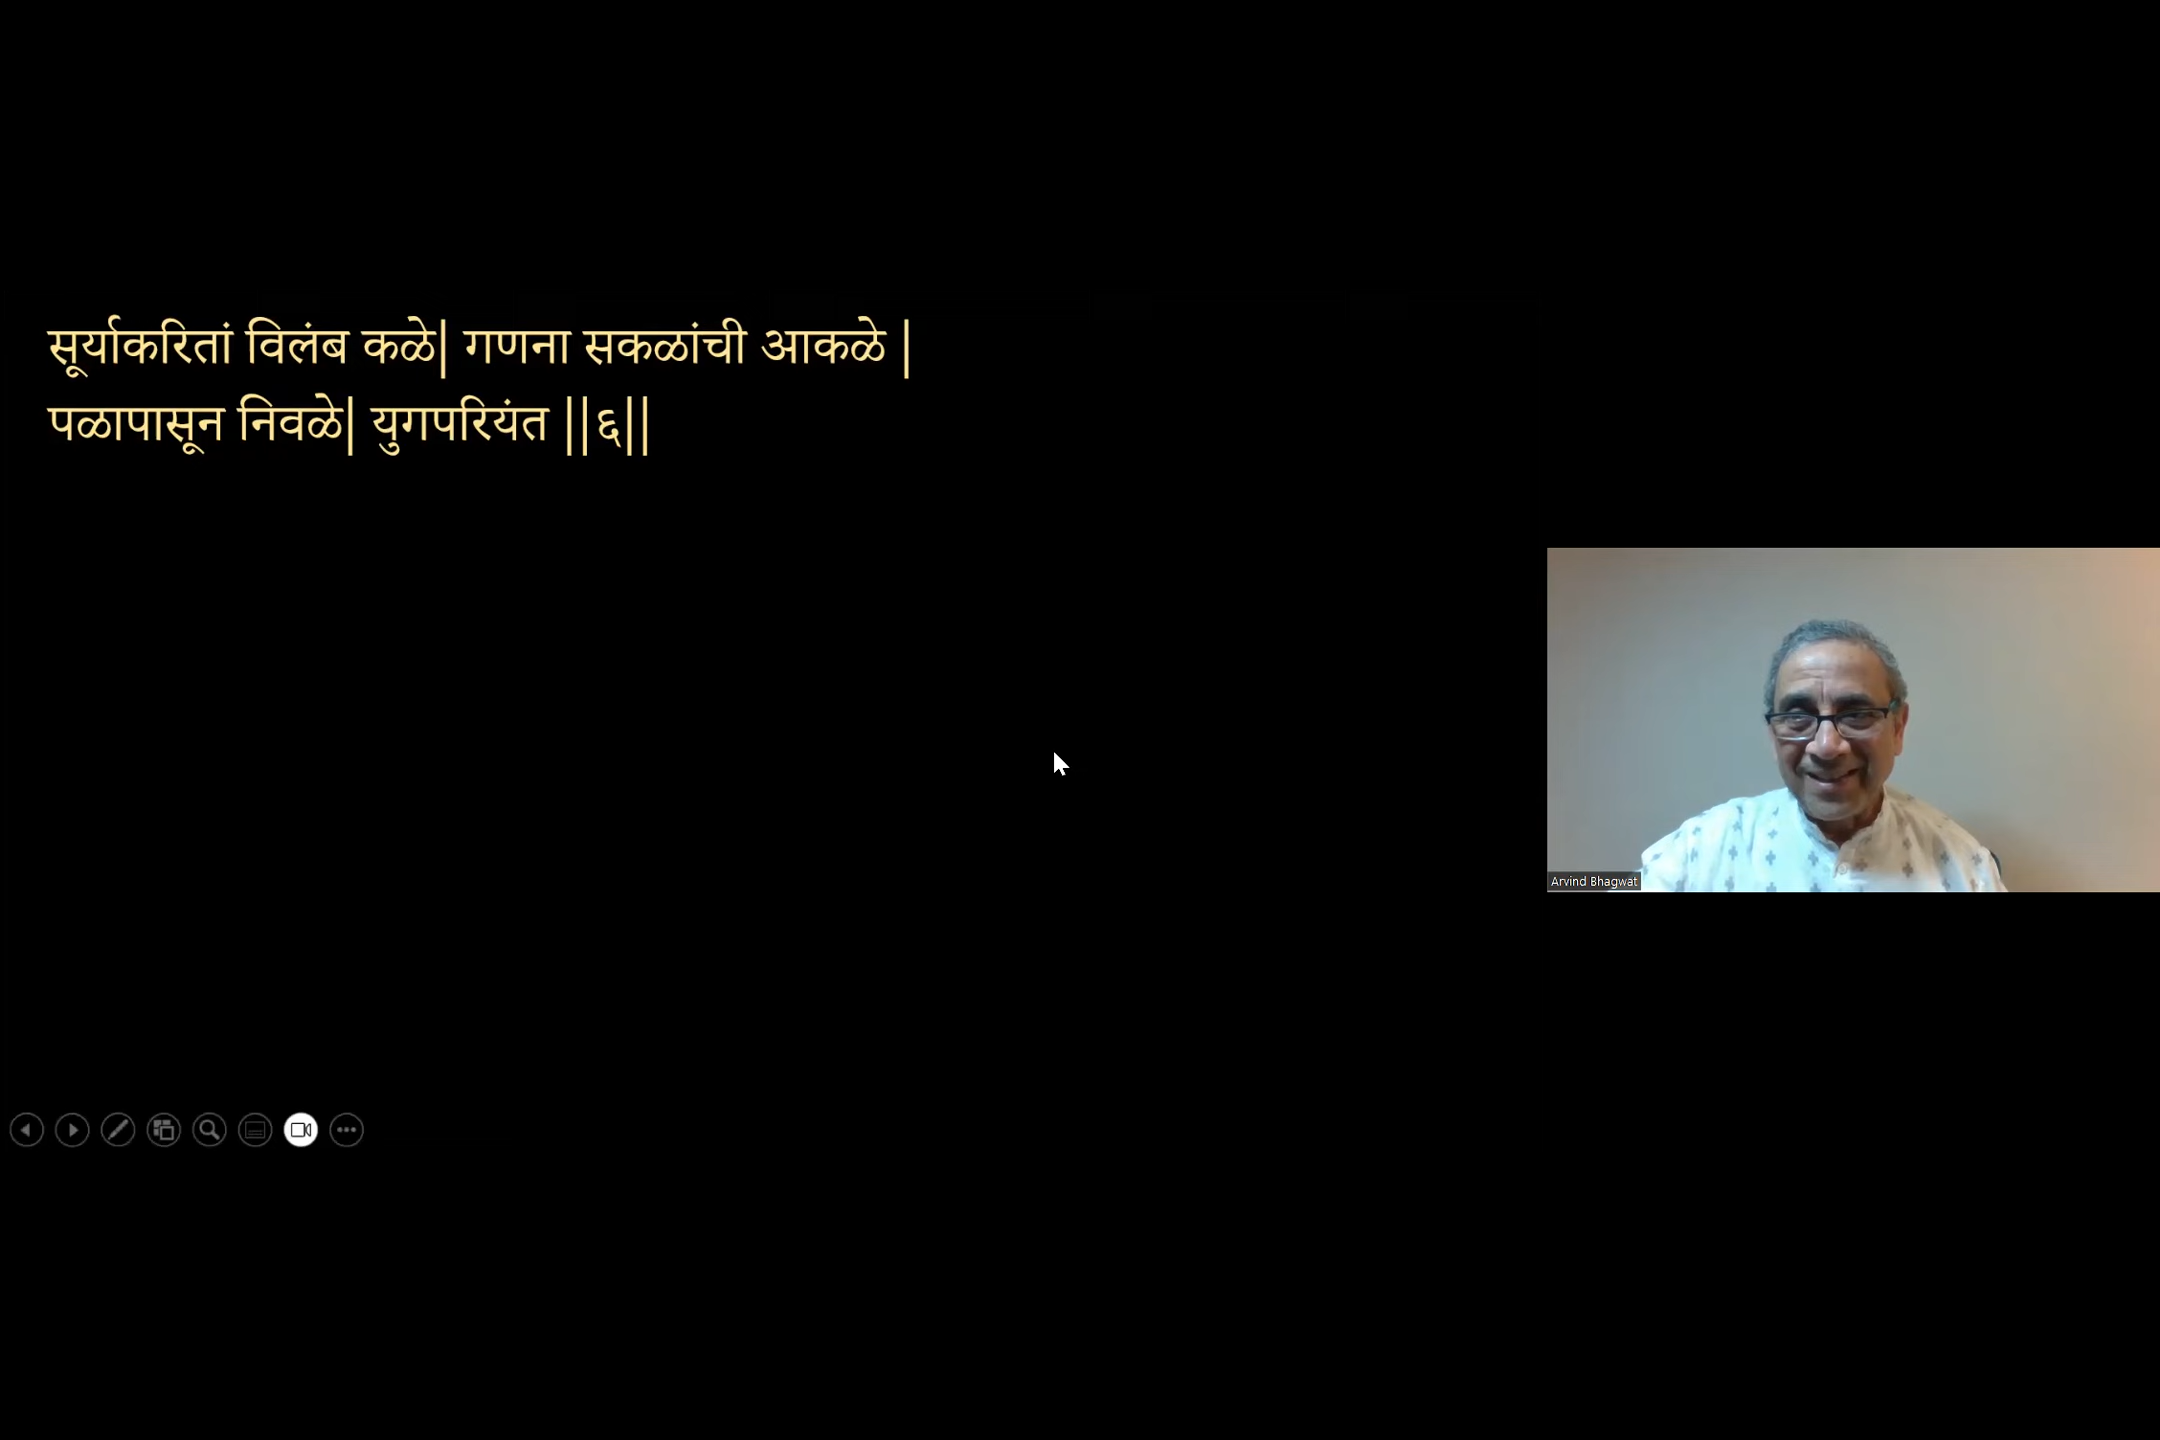 सूर्याकरितां विलंब कळे| गणना सकळांची आकळे |
पळापासून निवळे| युगपरियंत ||६||
Arvind Bhagwat